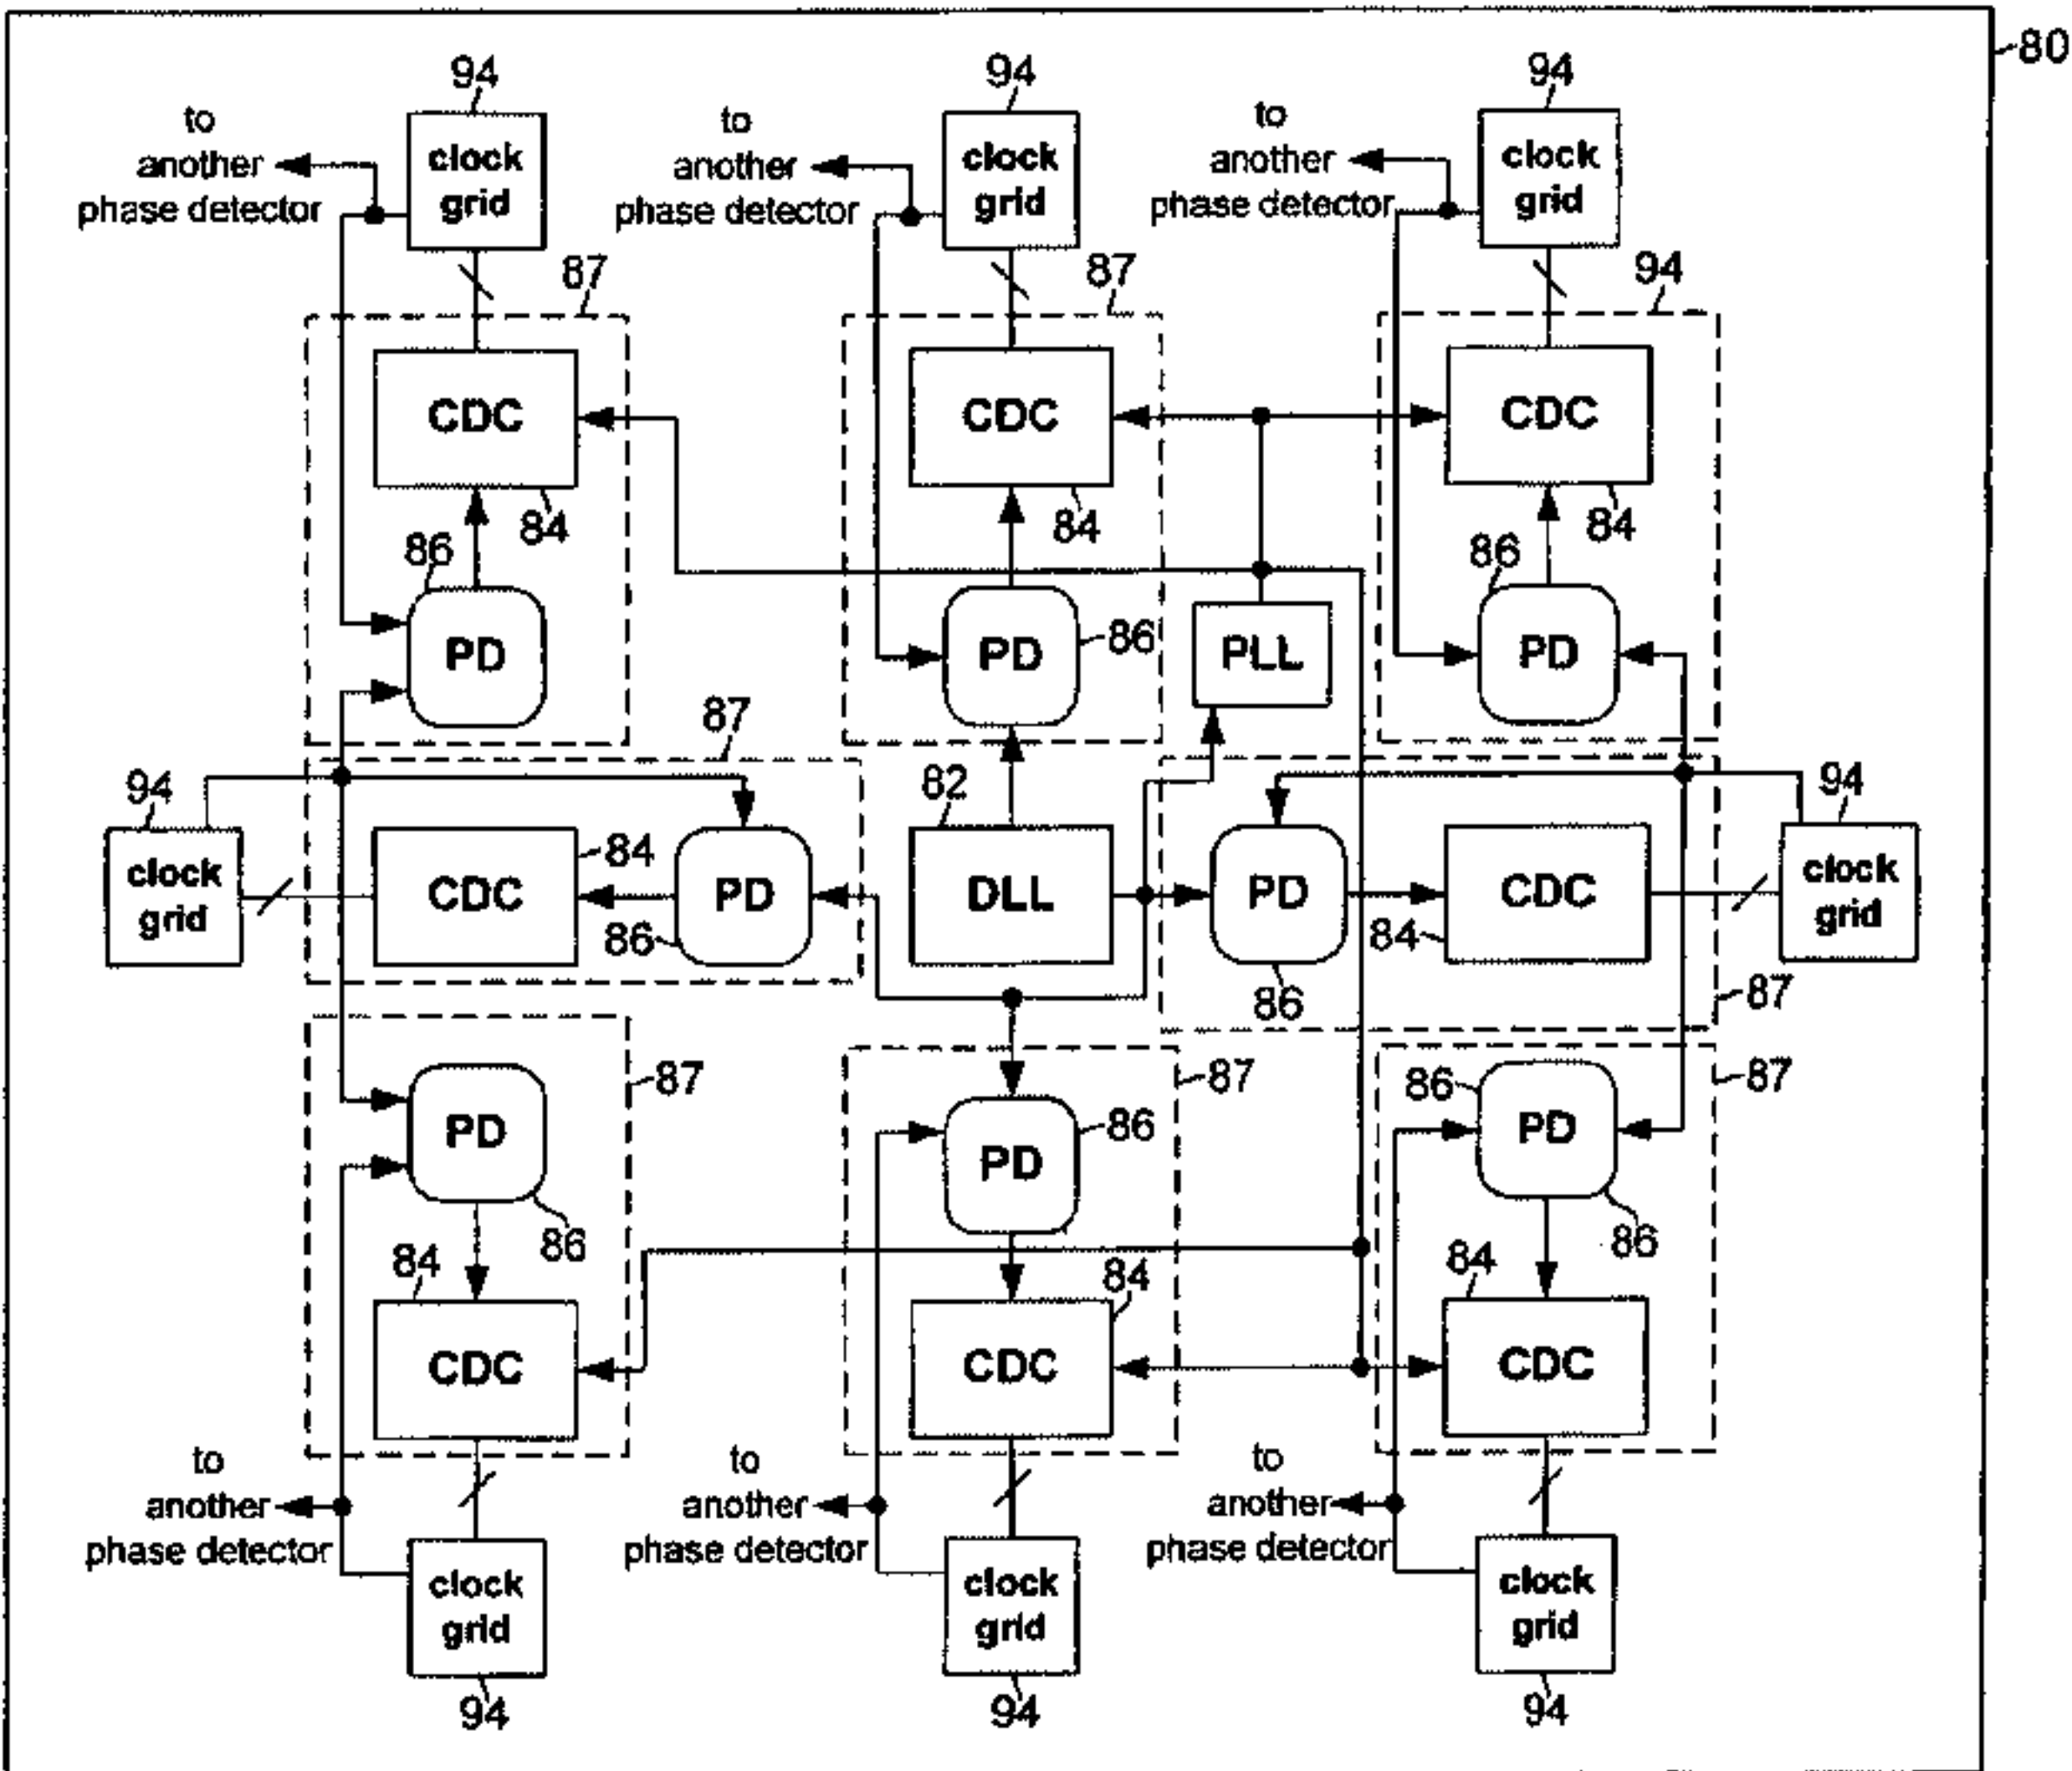 80
94
94
94
to
another
phase detector
clock
grid
to
another
phase detector
clock
grid
to
another
phase detector
clock
grid
87
87
94
CDC
CDC
CDC
84
84
84
86
86
86
PD
PD
PLL
PD
87
94
82
94
clock
grid
CDC
84
PD
86
DLL
PD
86
CDC
84
clock
grid
87
PD
86
87
PD
86
87
86
PD
86
87
84
CDC
84
CDC
84
CDC
to
another
phase detector
clock
grid
to
another
phase detector
clock
grid
to
another
phase detector
clock
grid
94
94
94